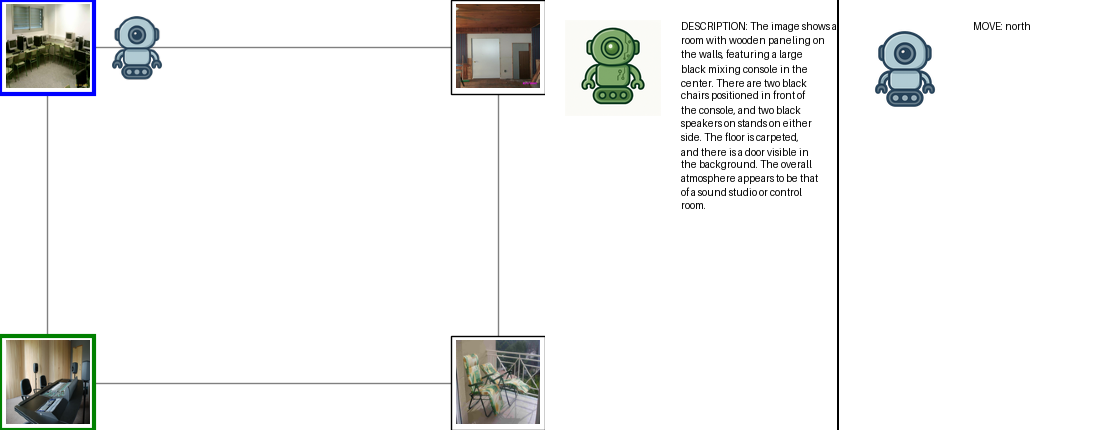 DESCRIPTION: The image shows a
room with wooden paneling on
the walls, featuring a large
black mixing console in the
center. There are two black
chairs positioned in front of
the console, and two black
speakers on stands on either
side. The floor is carpeted,
and there is a door visible in
the background. The overall
atmosphere appears to be that
of a sound studio or control
room.
MOVE: north